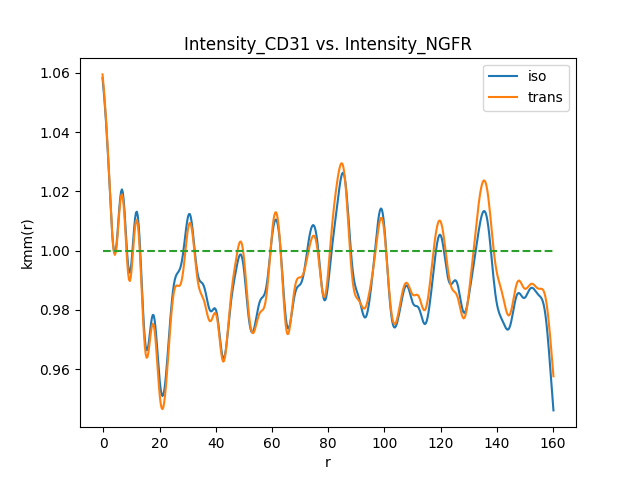 Intensity_CD31 vs. Intensity_NGFR
iso
trans
1.06
1.04
1.02
1.00
0.98
0.96
kmm(r)
0 20 40 60 80 100 120 140 160
r